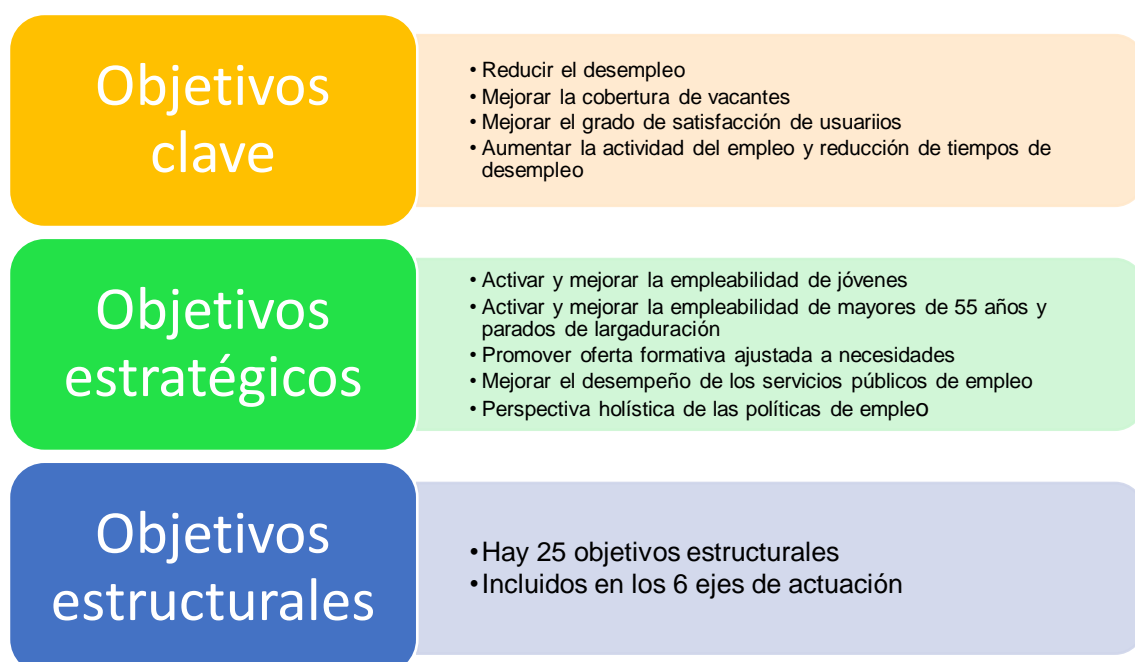 Objetivos
clave
• Reducir el desempleo
• Mejorar la cobertura de vacantes
• Mejorar el grado de satisfacción de usuariios
• Aumentar la actividad del empleo y reducción de tiempos de
desempleo
Objetivos
estratégicos
• Activar y mejorar la empleabilidad de jóvenes
• Activar y mejorar la empleabilidad de mayores de 55 años y
parados de largaduración
• Promover oferta formativa ajustada a necesidades
• Mejorar el desempeño de los servicios públicos de empleo
• Perspectiva holística de las políticas de empleo
Objetivos
estructurales
• Hay 25 objetivos estructurales
• Incluidos en los 6 ejes de actuación